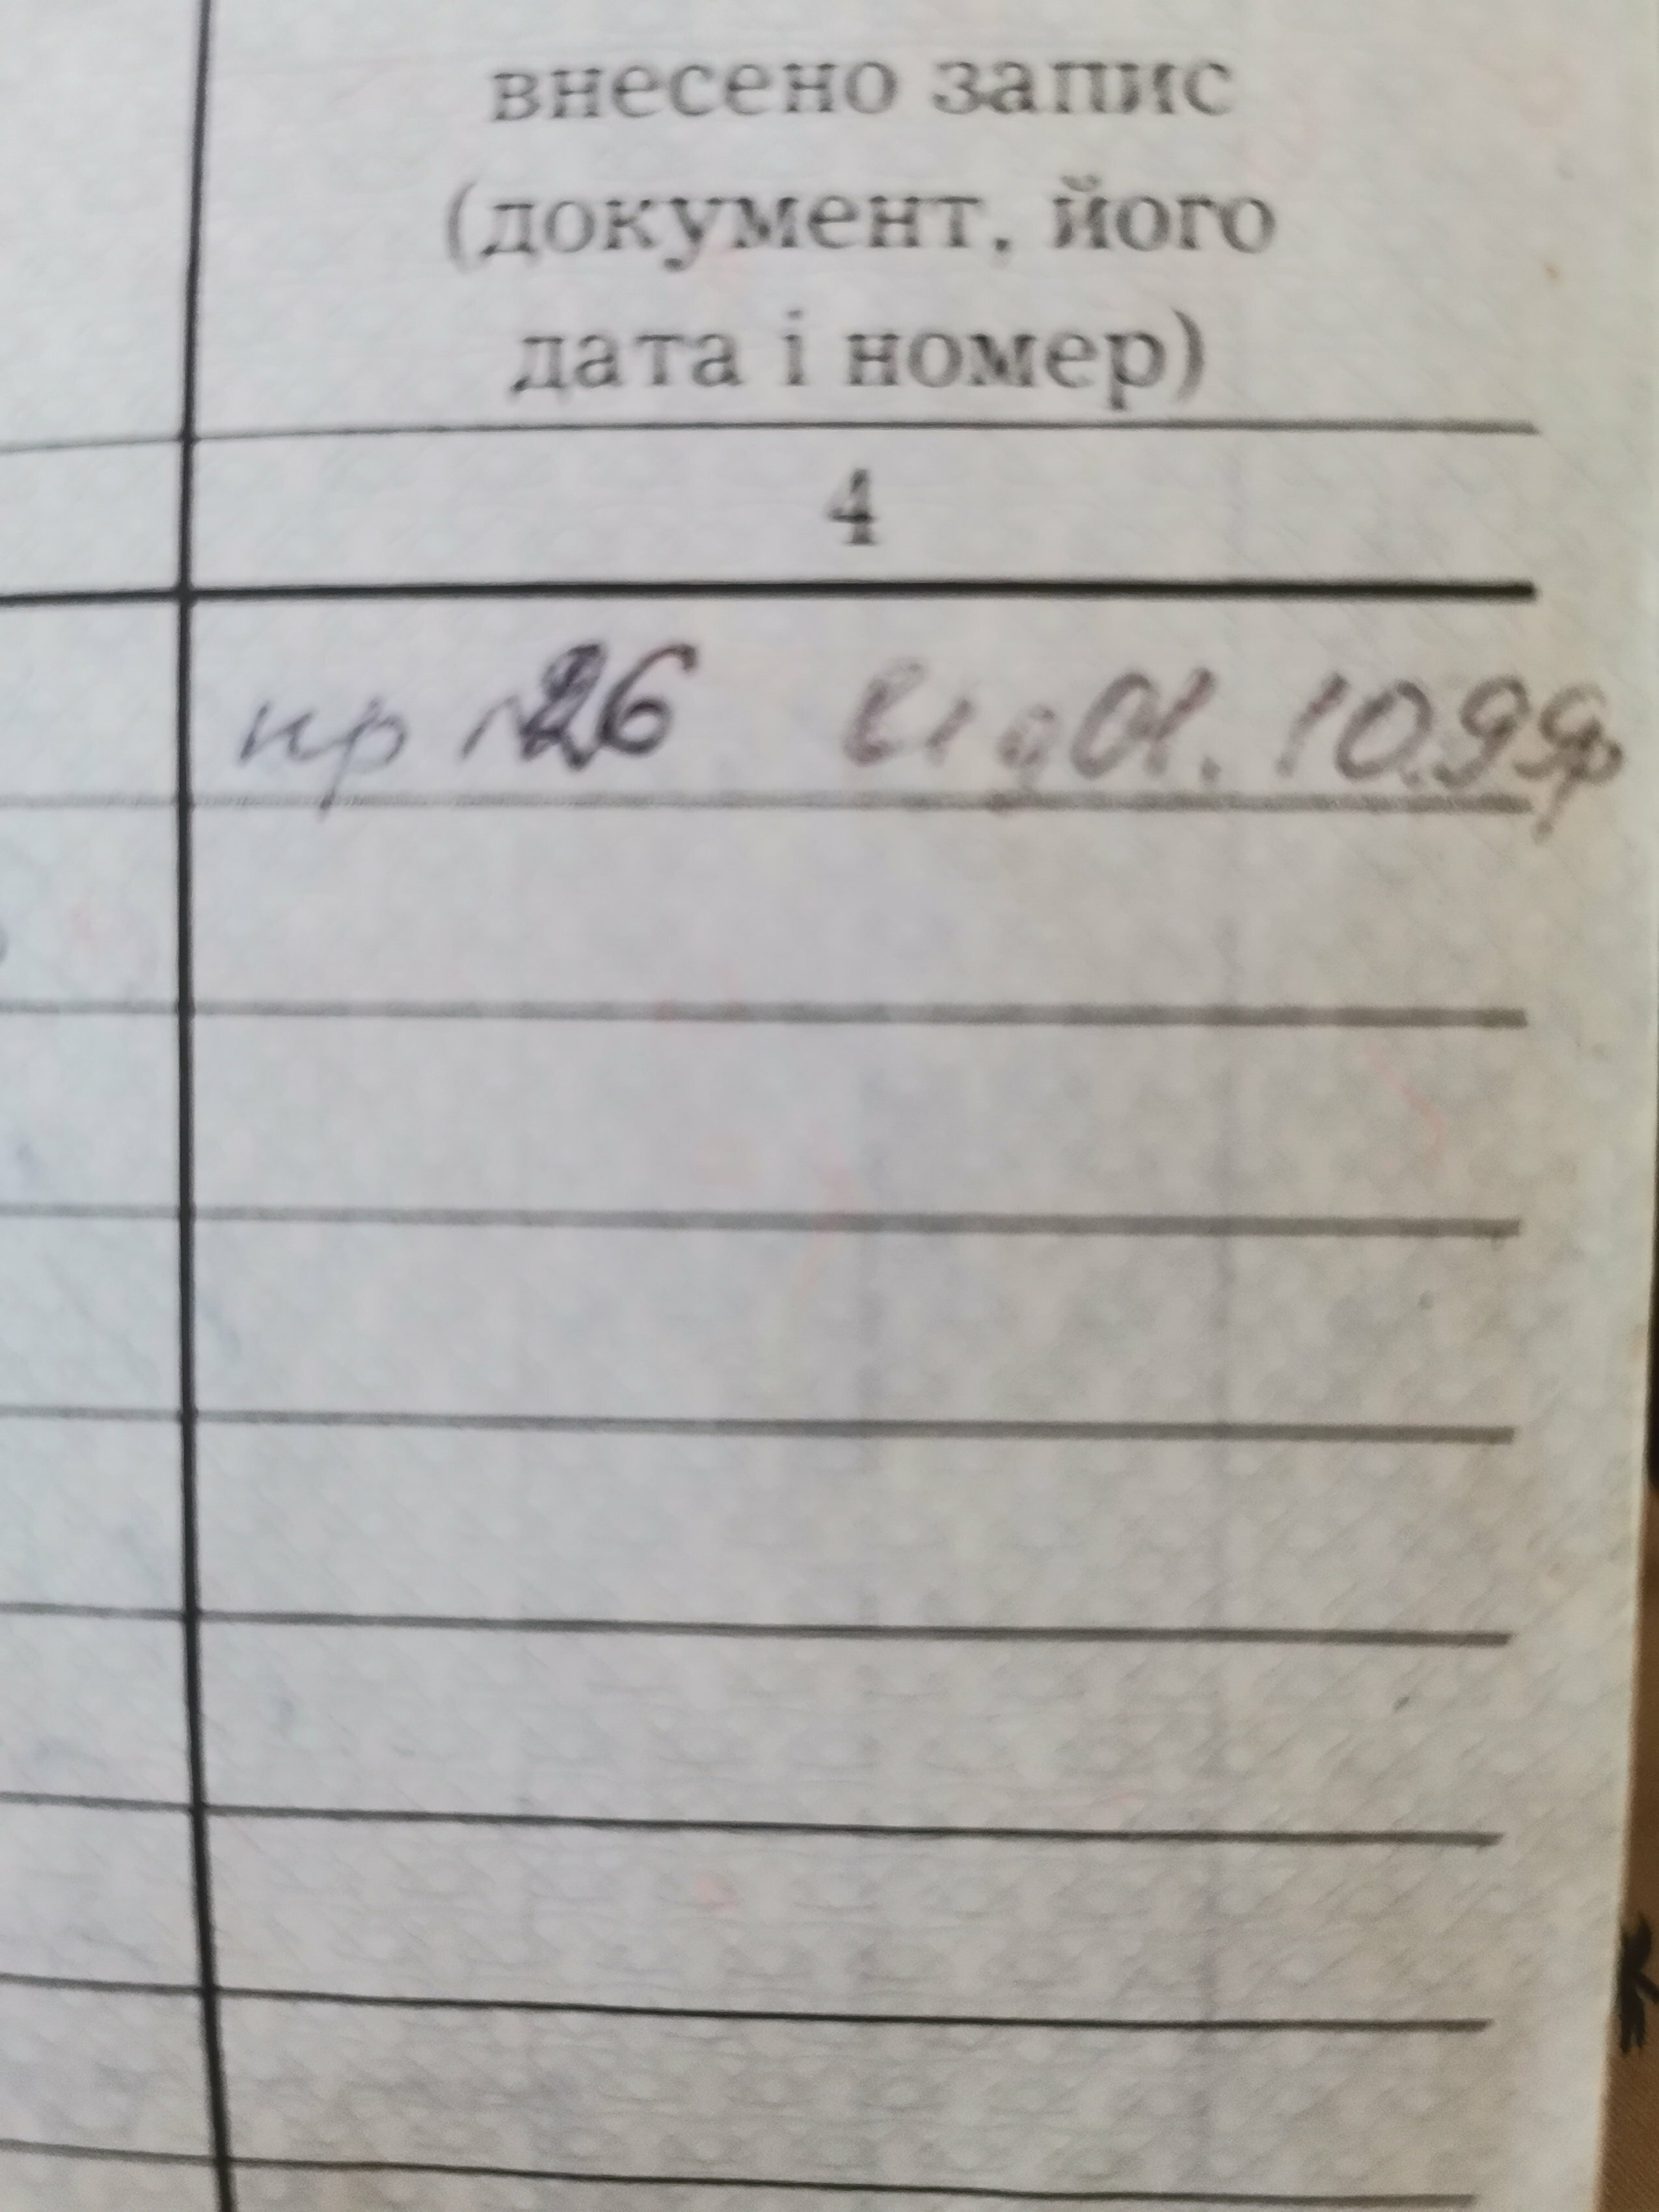 внесено запис
(документ, його
дата і номер)
4
пр №26 від 01.10.99р